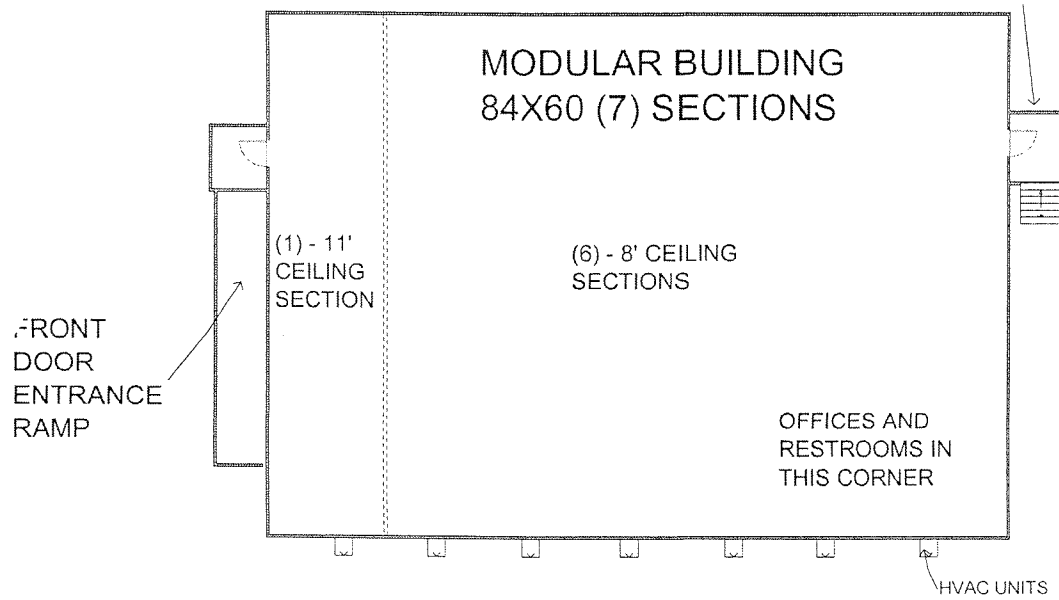 MODULAR BUILDING
84X60 (7) SECTIONS
(1) - 11'
CEILING
SECTION
(6) - 8' CEILING
SECTIONS
FRONT
DOOR
ENTRANCE
RAMP
OFFICES AND
RESTROOMS IN
THIS CORNER
HVAC UNITS